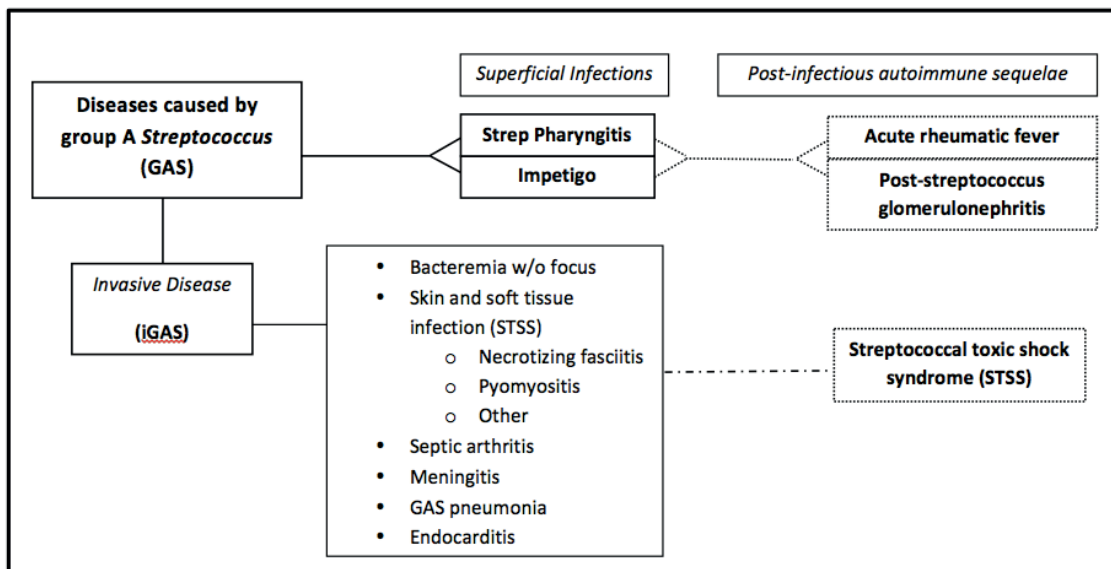 Superficial Infections
Post-infectious autoimmune sequelae
Diseases caused by
group A Streptococcus
(GAS)
Strep Pharyngitis
Impetigo
Acute rheumatic fever
Post-streptococcus
glomerulonephritis
Invasive Disease
(iGAS)
• Bacteremia w/o focus
• Skin and soft tissue
infection (STSS)
o Necrotizing fasciitis
o Pyomyositis
o Other
• Septic arthritis
• Meningitis
• GAS pneumonia
• Endocarditis
Streptococcal toxic shock
syndrome (STSS)